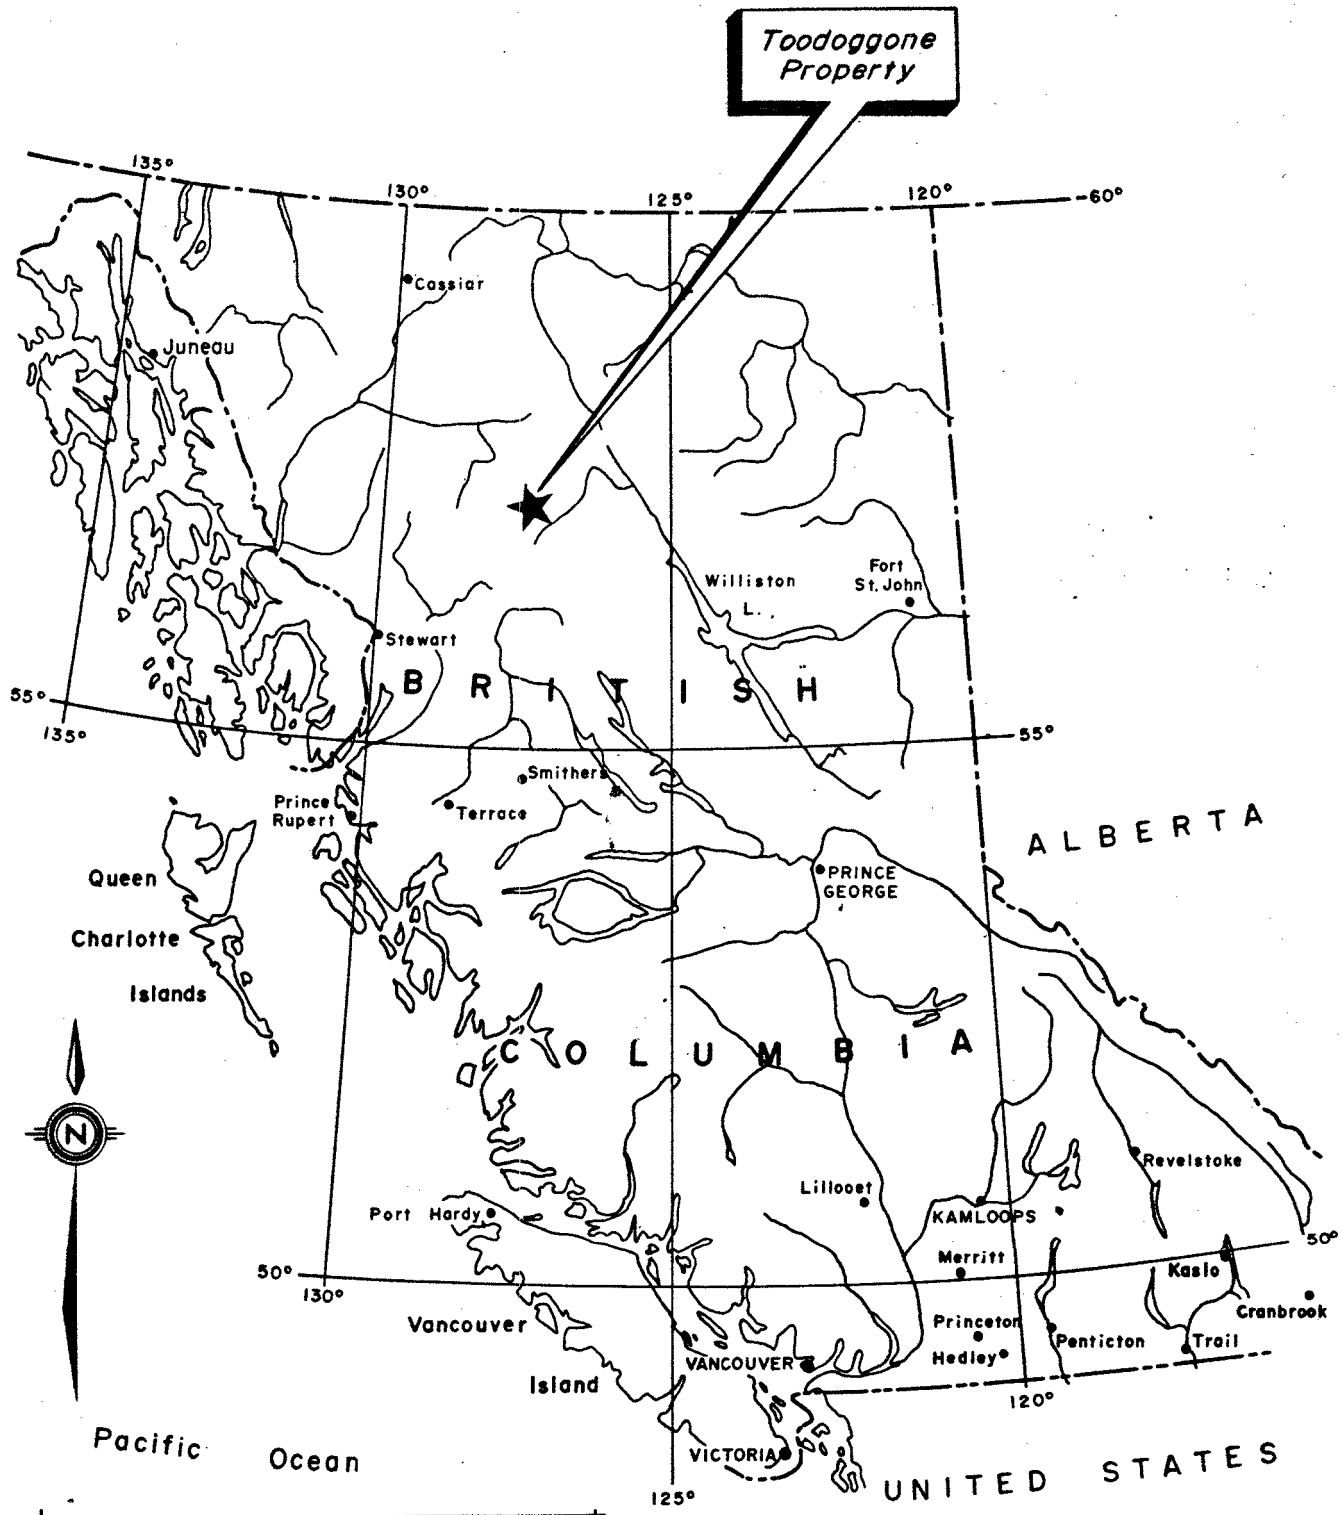 Toodoggone
Property
135°
130°
125°
120°
60°
Cassiar
Juneau
Williston
L.
Fort
St. John
Stewart
BRITISH
55°
135°
55°
Smithers
Terrace
Prince
Rupert
ALBERTA
PRINCE
GEORGE
Queen
Charlotte
Islands
COLUMBIA
N
Revelstoke
Lillooet
KAMLOOPS
Port Hardy
Merritt
50°
Kaslo
50°
130°
Cranbrook
Vancouver
Princeton
Penticton
Trail
Hedley
VANCOUVER
Island
120°
Pacific Ocean
VICTORIA
UNITED STATES
125°